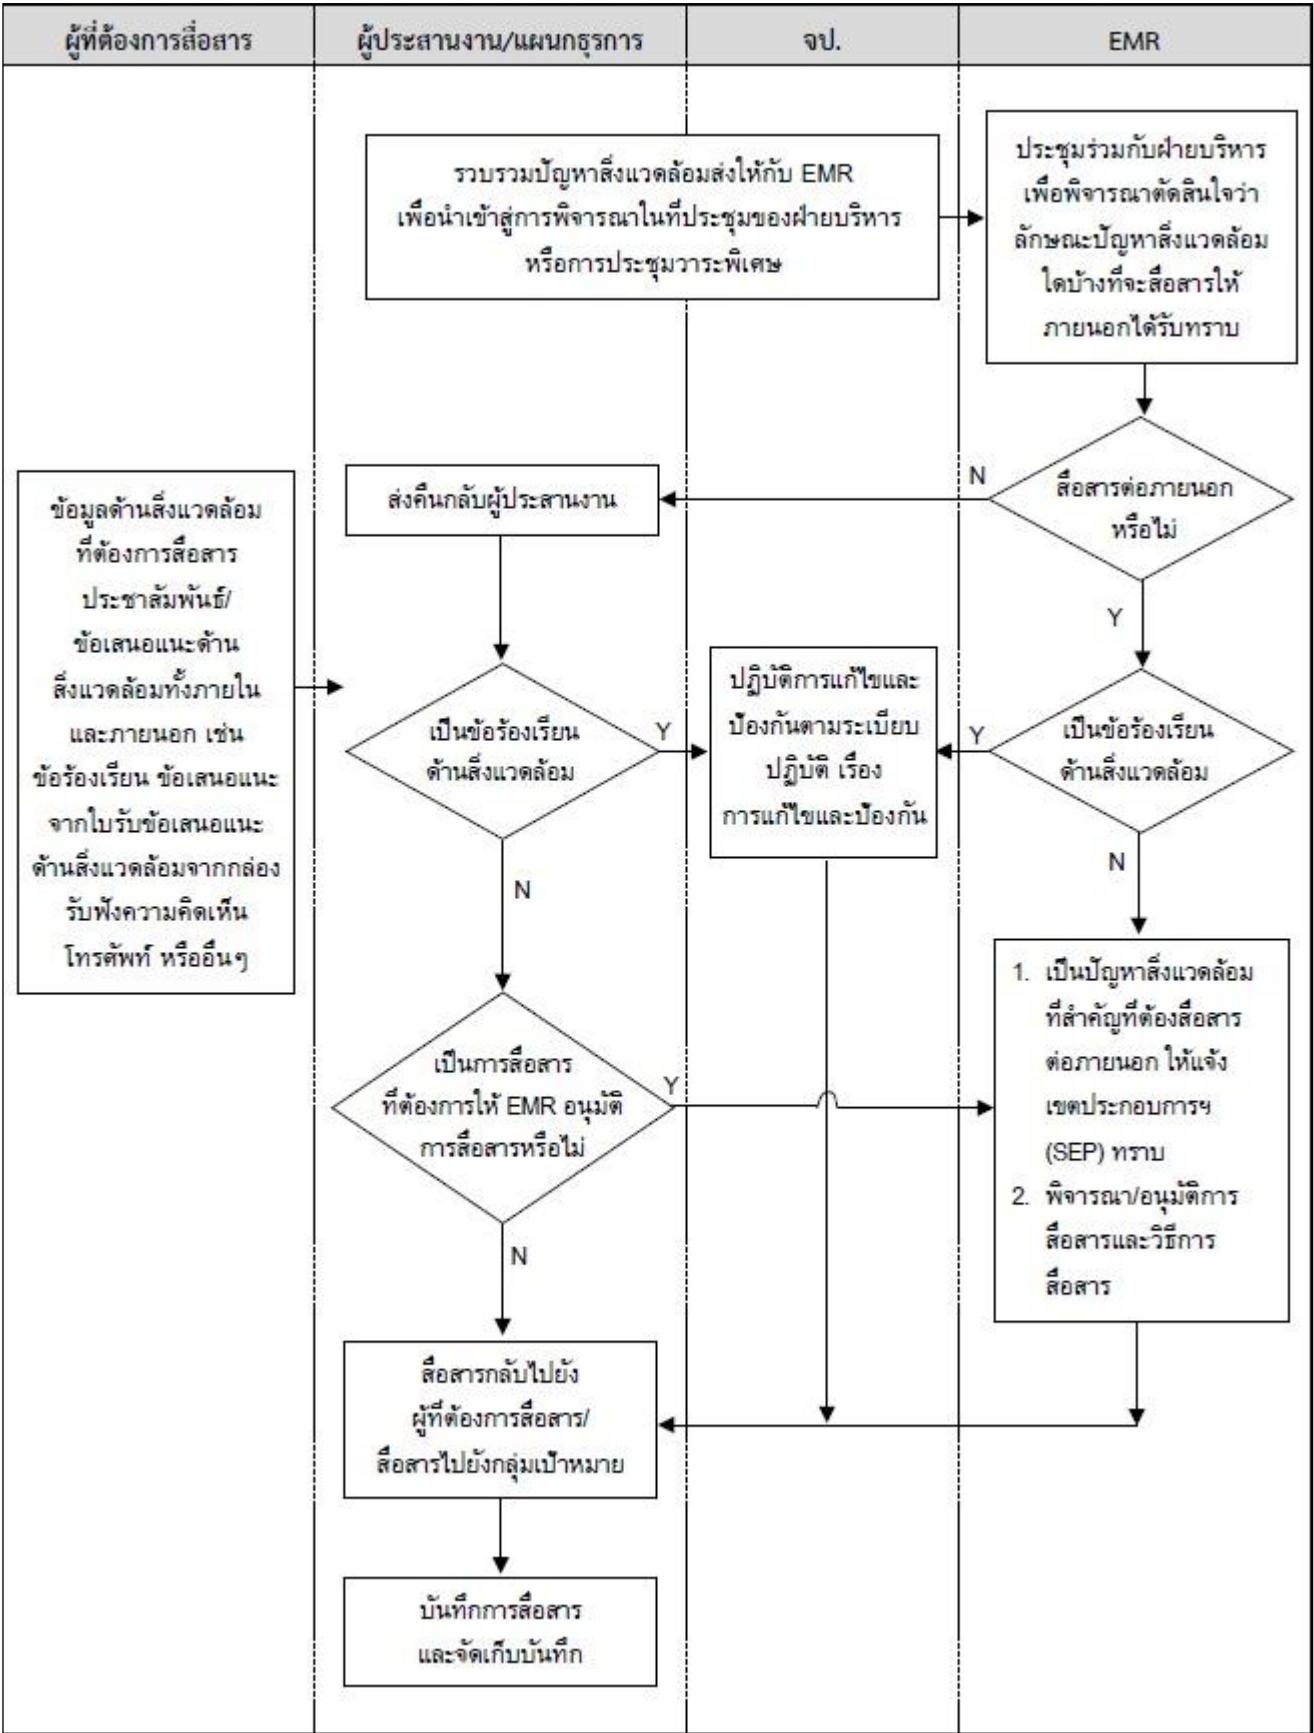 ผู้ที่ต้องการสื่อสาร
ผู้ประสานงาน/แผนกธุรการ
จป.
EMR
รวบรวมปัญหาสิ่งแวดล้อมส่งให้กับ EMR
เพื่อนำเข้าสู่การพิจารณาในที่ประชุมของฝ่ายบริหาร
หรือการประชุมวาระพิเศษ
ประชุมร่วมกับฝ่ายบริหาร
เพื่อพิจารณาตัดสินใจว่า
ลักษณะปัญหาสิ่งแวดล้อม
ใดบ้างที่จะสื่อสารให้
ภายนอกได้รับทราบ
สื่อสารต่อภายนอก
หรือไม่
N
Y
ส่งคืนกลับผู้ประสานงาน
ข้อมูลด้านสิ่งแวดล้อม
ที่ต้องการสื่อสาร
ประชาสัมพันธ์/
ข้อเสนอแนะด้าน
สิ่งแวดล้อมทั้งภายใน
และภายนอก เช่น
ข้อร้องเรียน ข้อเสนอแนะ
จากใบรับข้อเสนอแนะ
ด้านสิ่งแวดล้อมจากกล่อง
รับฟังความคิดเห็น
โทรศัพท์ หรืออื่นๆ
เป็นข้อร้องเรียน
ด้านสิ่งแวดล้อม
Y
N
ปฏิบัติการแก้ไขและ
ป้องกันตามระเบียบ
ปฏิบัติ เรื่อง
การแก้ไขและป้องกัน
Y
เป็นข้อร้องเรียน
ด้านสิ่งแวดล้อม
N
เป็นการสื่อสาร
ที่ต้องการให้ EMR อนุมัติ
การสื่อสารหรือไม่
Y
N
1. เป็นปัญหาสิ่งแวดล้อม
ที่สำคัญที่ต้องสื่อสาร
ต่อภายนอก ให้แจ้ง
เขตประกอบการฯ
(SEP) ทราบ
2. พิจารณา/อนุมัติการ
สื่อสารและวิธีการ
สื่อสาร
สื่อสารกลับไปยัง
ผู้ที่ต้องการสื่อสาร/
สื่อสารไปยังกลุ่มเป้าหมาย
บันทึกการสื่อสาร
และจัดเก็บบันทึก